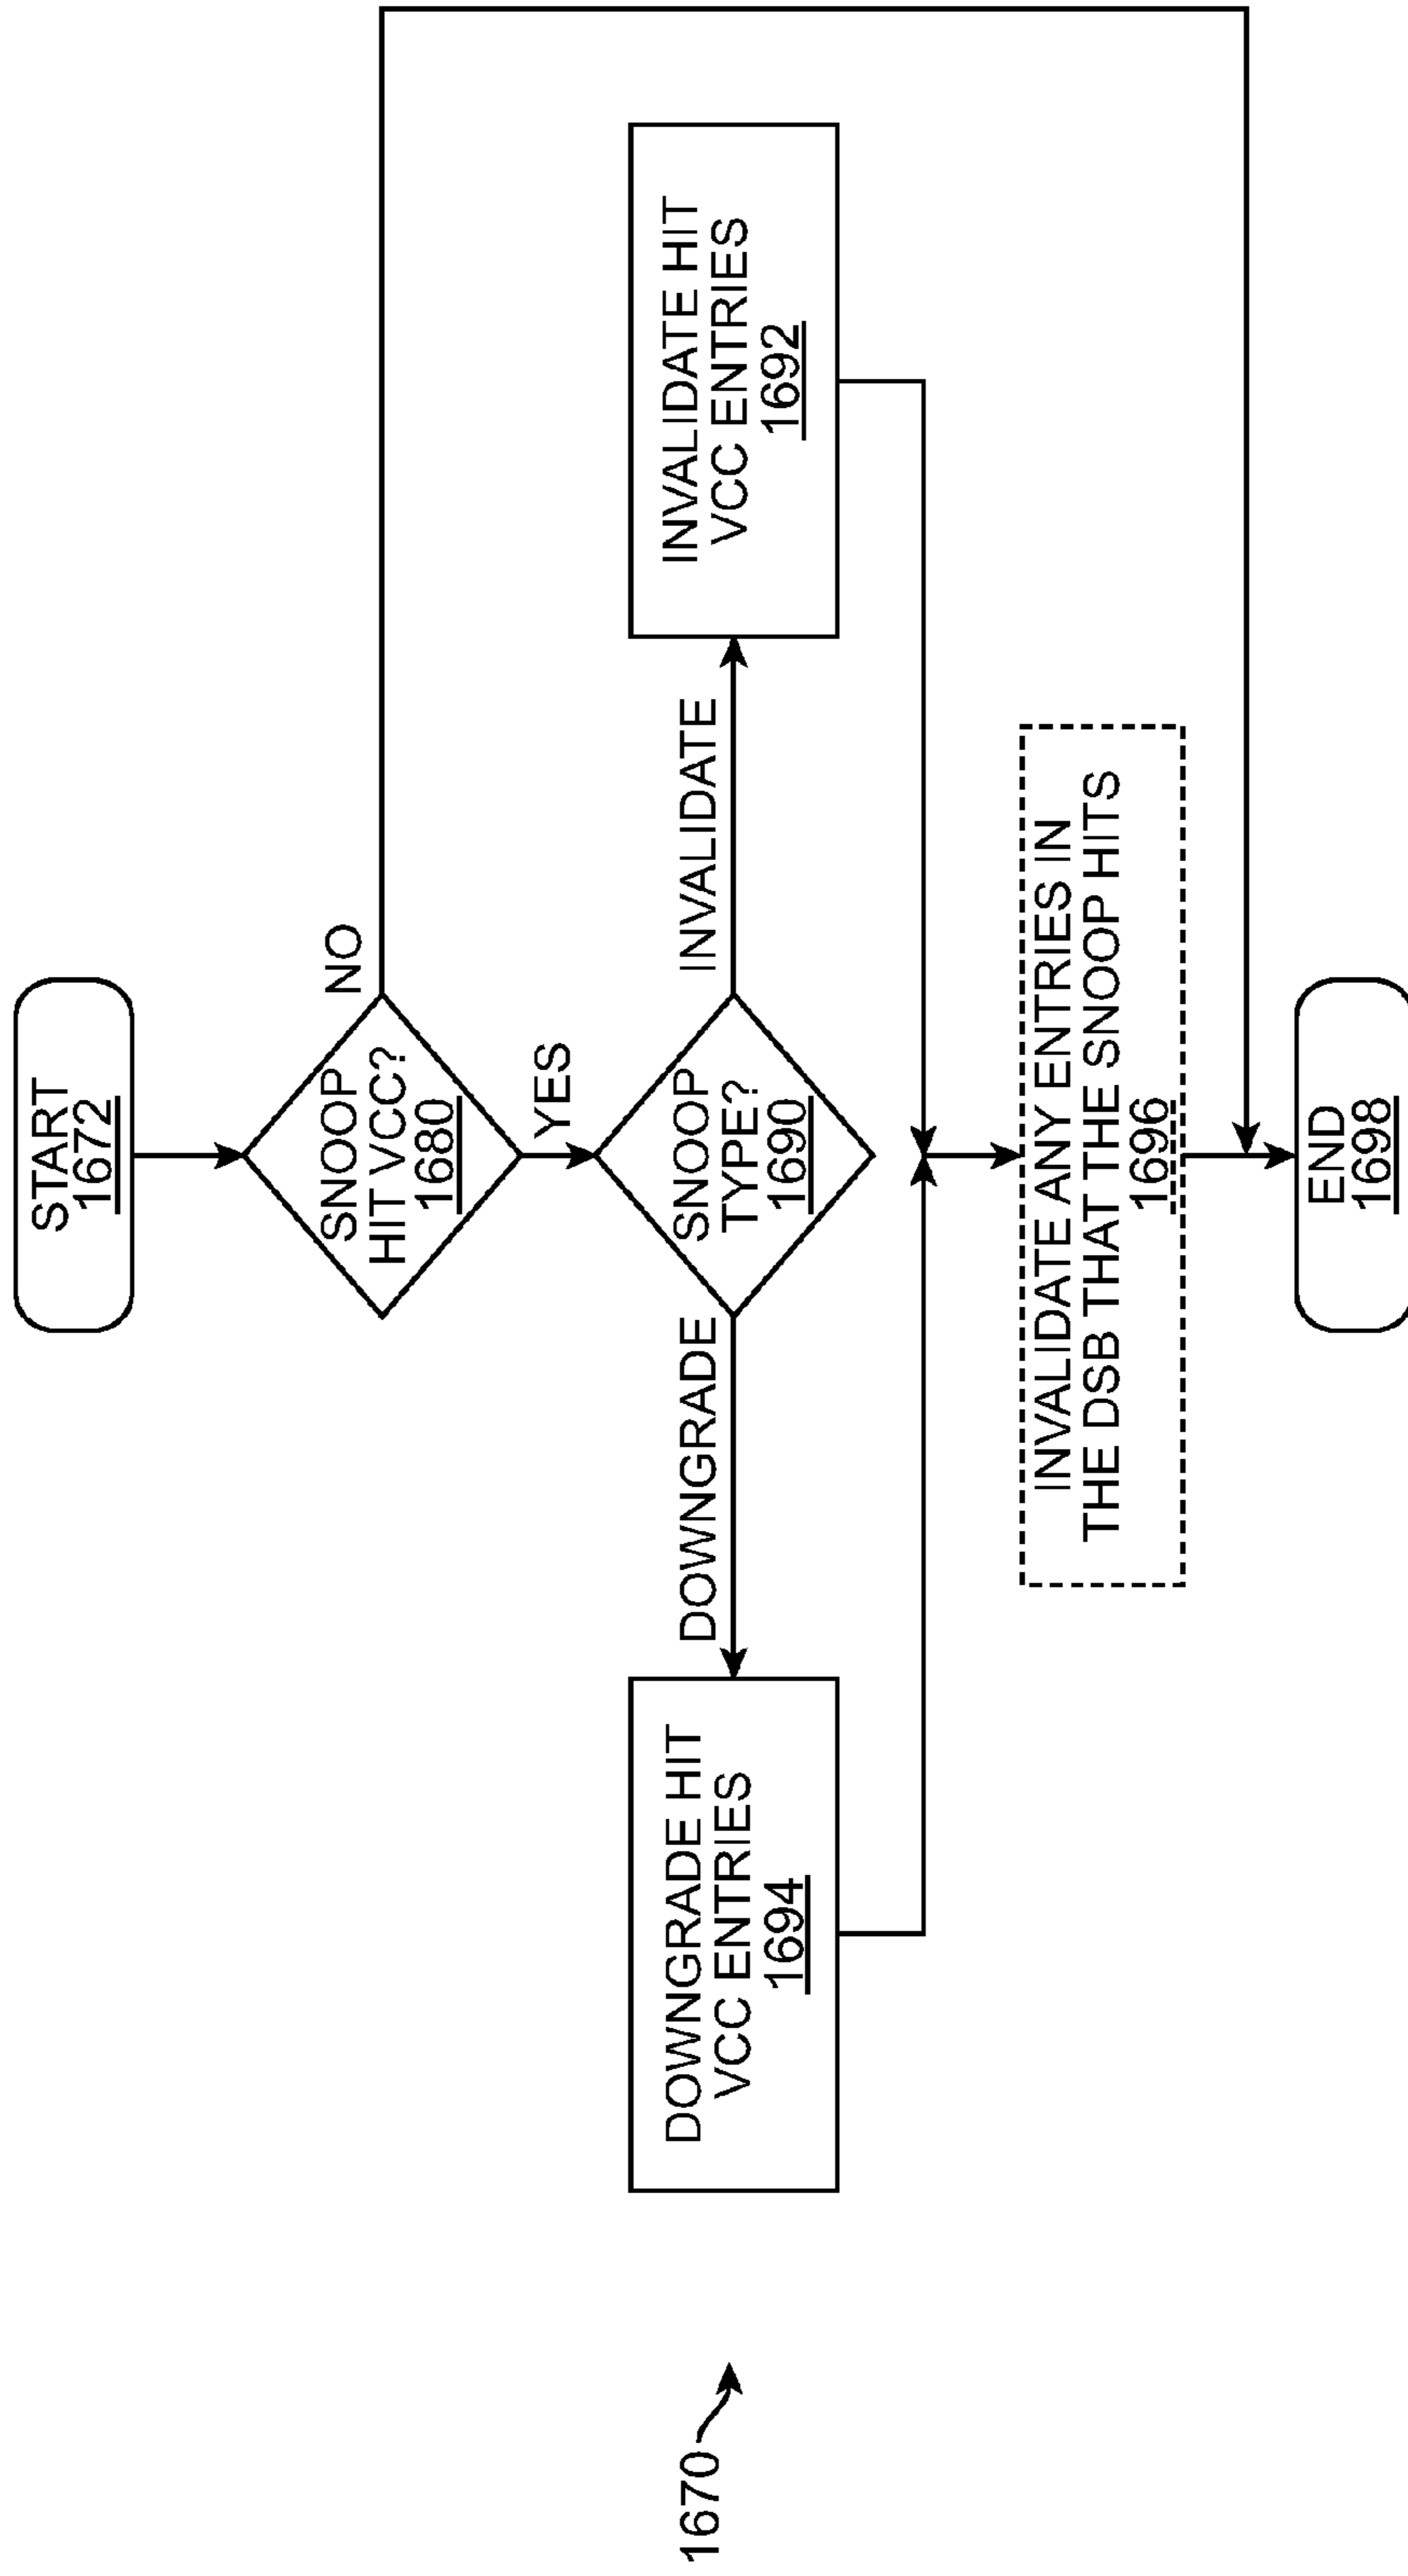 START
1672
SNOOP
HIT VCC?
1680
NO
YES
SNOOP
TYPE?
1690
DOWNGRADE
INVALIDATE
DOWNGRADE HIT
VCC ENTRIES
1694
INVALIDATE HIT
VCC ENTRIES
1692
INVALIDATE ANY ENTRIES IN
THE DSB THAT THE SNOOP HITS
1696
END
1698
1670